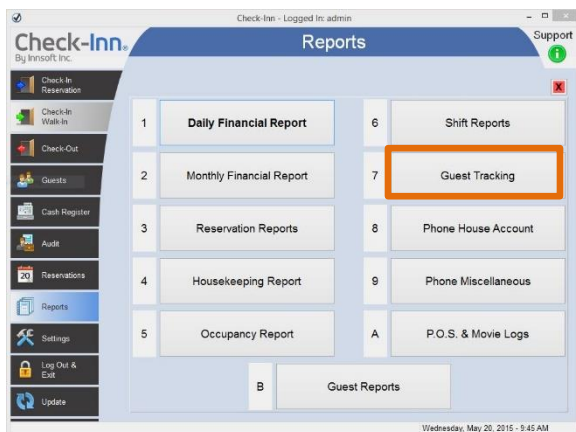 Check-Inn - Logged In: admin
Check-Inn®
By Innsoft Inc.
Reports
Support
i
X
Check-In
Reservation
Check-In
Walk-In
Check-Out
Guests
Cash Register
Audit
20
Reservations
Reports
Settings
Log Out &
Exit
Update
1 Daily Financial Report
6 Shift Reports
2 Monthly Financial Report
7 Guest Tracking
3 Reservation Reports
8 Phone House Account
4 Housekeeping Report
9 Phone Miscellaneous
5 Occupancy Report
A P.O.S. & Movie Logs
B Guest Reports
Wednesday, May 20, 2015 - 9:45 AM